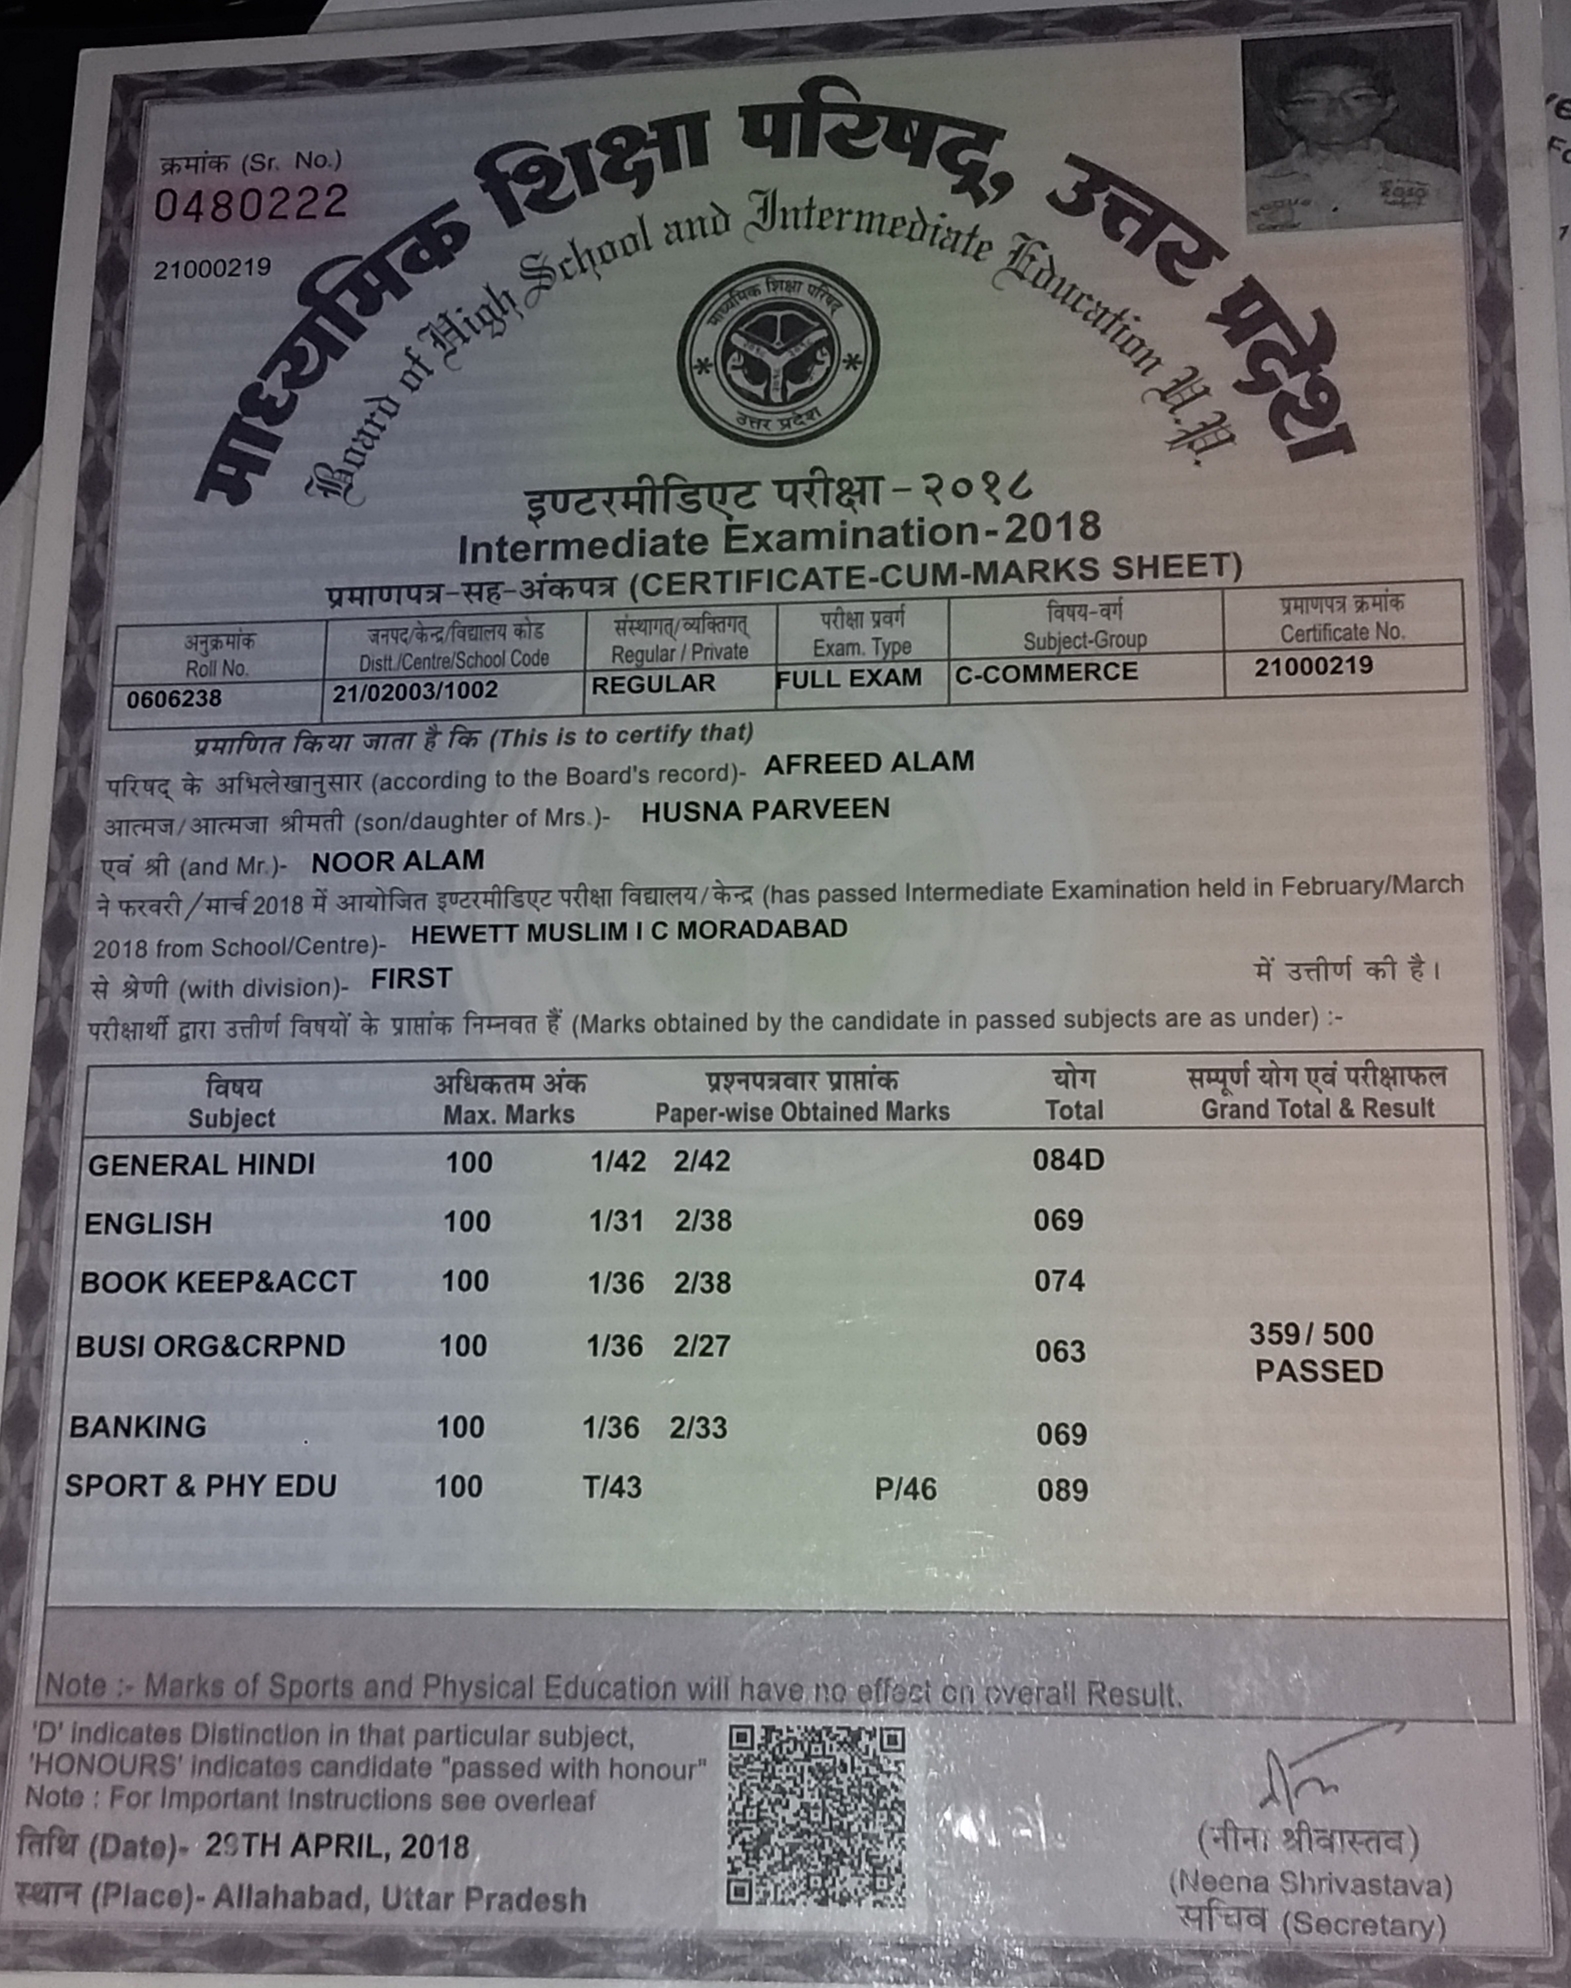 क्रमांक (Sr. No.)
0480222
21000219
माध्यमिक शिक्षा परिषद्, उत्तर प्रदेश
Board of High School and Intermediate Education U.P.
माध्यमिक शिक्षा परिषद्
उत्तर प्रदेश
इण्टरमीडिएट परीक्षा - २०१८
Intermediate Examination-2018
प्रमाणपत्र-सह-अंकपत्र (CERTIFICATE-CUM-MARKS SHEET)
अनुक्रमांक जनपद/केन्द्र/विद्यालय कोड संस्थागत्/व्यक्तिगत् परीक्षा प्रवर्ग विषय-वर्ग प्रमाणपत्र क्रमांक
Roll No. Distt./Centre/School Code Regular / Private Exam. Type Subject-Group Certificate No.
0606238 21/02003/1002 REGULAR FULL EXAM C-COMMERCE 21000219
प्रमाणित किया जाता है कि (This is to certify that)
परिषद् के अभिलेखानुसार (according to the Board's record)- AFREED ALAM
आत्मज/आत्मजा श्रीमती (son/daughter of Mrs.)- HUSNA PARVEEN
एवं श्री (and Mr.)- NOOR ALAM
ने फरवरी/मार्च 2018 में आयोजित इण्टरमीडिएट परीक्षा विद्यालय/केन्द्र (has passed Intermediate Examination held in February/March
2018 from School/Centre)- HEWETT MUSLIM I C MORADABAD
से श्रेणी (with division)- FIRST में उत्तीर्ण की है।
परीक्षार्थी द्वारा उत्तीर्ण विषयों के प्राप्तांक निम्नवत हैं (Marks obtained by the candidate in passed subjects are as under) :-
विषय अधिकतम अंक प्रश्नपत्रवार प्राप्तांक योग सम्पूर्ण योग एवं परीक्षाफल
Subject Max. Marks Paper-wise Obtained Marks Total Grand Total & Result
GENERAL HINDI 100 1/42 2/42 084D
ENGLISH 100 1/31 2/38 069
BOOK KEEP&ACCT 100 1/36 2/38 074
BUSI ORG&CRPND 100 1/36 2/27 063 359/ 500
PASSED
BANKING 100 1/36 2/33 069
SPORT & PHY EDU 100 T/43 P/46 089
Note :- Marks of Sports and Physical Education will have no effect on overall Result.
'D' indicates Distinction in that particular subject,
'HONOURS' indicates candidate "passed with honour"
Note : For Important Instructions see overleaf
तिथि (Date)- 29TH APRIL, 2018
स्थान (Place)- Allahabad, Uttar Pradesh
(नीना श्रीवास्तव)
(Neena Shrivastava)
सचिव (Secretary)